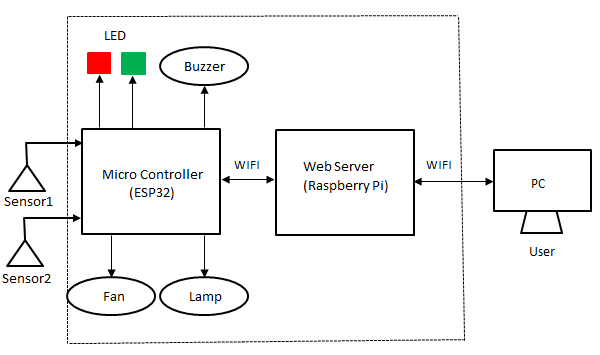 LED
Buzzer
Micro Controller
(ESP32)
WIFI
Web Server
(Raspberry Pi)
WIFI
PC
User
Sensor1
Sensor2
Fan
Lamp